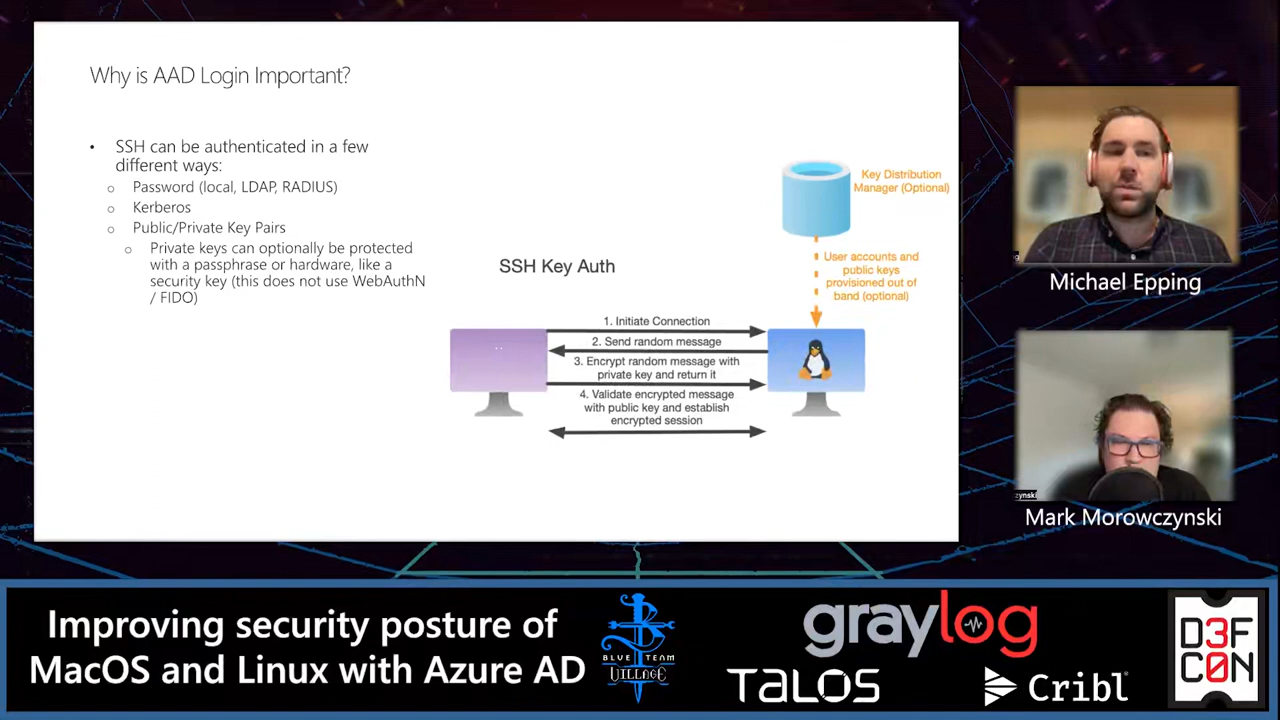 Why is AAD Login Important?
• SSH can be authenticated in a few
different ways:
o Password (local, LDAP, RADIUS)
o Kerberos
o Public/Private Key Pairs
o Private keys can optionally be protected
with a passphrase or hardware, like a
security key (this does not use WebAuthN
/ FIDO)
SSH Key Auth
Key Distribution
Manager (Optional)
User accounts and
public keys
provisioned out of
band (optional)
1. Initiate Connection
2. Send random message
3. Encrypt random message with
private key and return it
4. Validate encrypted message
with public key and establish
encrypted session
Michael Epping
zynski
Mark Morowczynski
Improving security posture of
MacOS and Linux with Azure AD
BLUE TEAM
VILLAGE
graylog
TALOS
Cribl
D3F
C0N